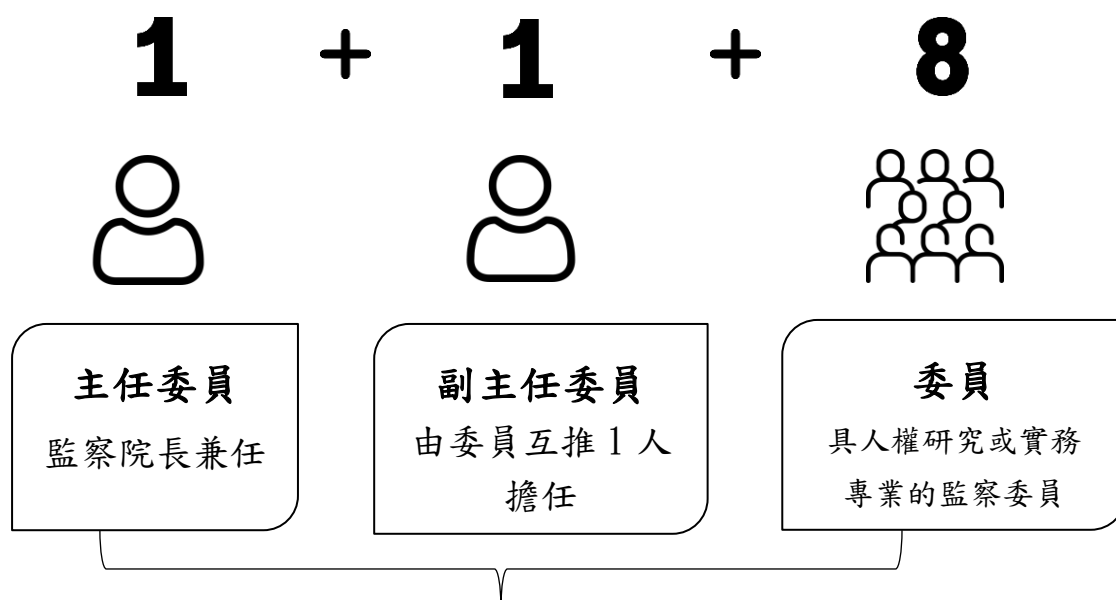 1 + 1 + 8
主任委員
監察院長兼任
副主任委員
由委員互推 1 人
擔任
委員
具人權研究或實務
專業的監察委員